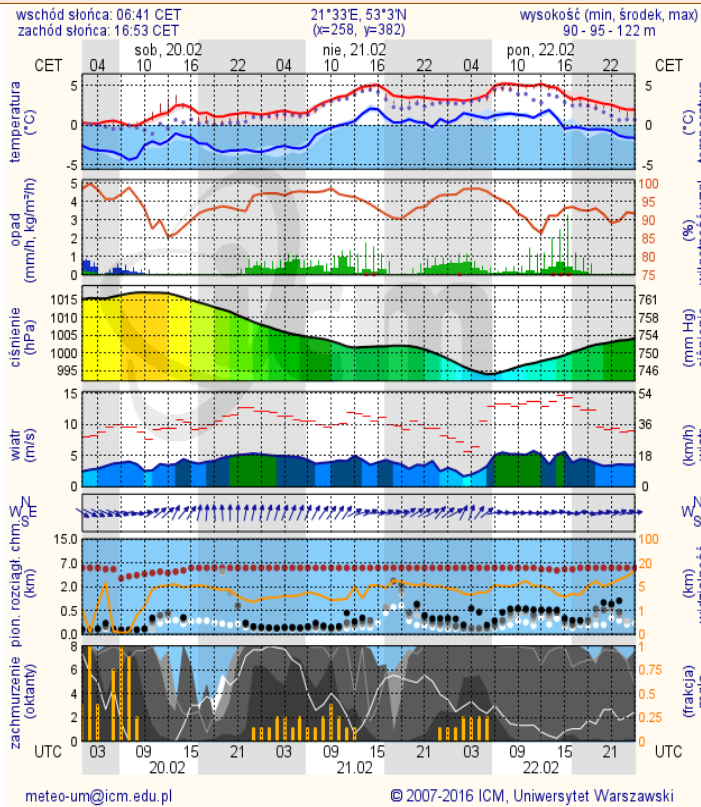 wschód słońca: 06:41 CET 21°33'E, 53°3'N wysokość (min, środek, max)
zachód słońca: 16:53 CET (x=258, y=382) 90 - 95 - 122 m
sob, 20.02 nie, 21.02 pon, 22.02
CET 04 10 16 22 04 10 16 22 04 10 16 22 CET
temperatura (°C)
5 0 -5
5 0 -5
(°C)
opad (mm/h, kg/m²/h)
5 4 3 2 1 0
100 95 90 85 80 75
(%)
ciśnienie (hPa)
1015 1010 1005 1000 995
761 758 754 750 746
(mm Hg)
wiatr (m/s)
15 10 5 0
54 36 18 0
(km/h)
wiatr
N W E S
N W S
pion. rozciągł. chm. (km)
15.0 7.0 2.0 0.5 0.0
100 20 5 1 0
(km)
zachmurzenie (oktanty)
8 6 4 2 0
1 0.75 0.5 0.25 0
(frakcja)
UTC 03 09 15 21 03 09 15 21 03 09 15 21 UTC
20.02 21.02 22.02
meteo-um@icm.edu.pl © 2007-2016 ICM, Uniwersytet Warszawski